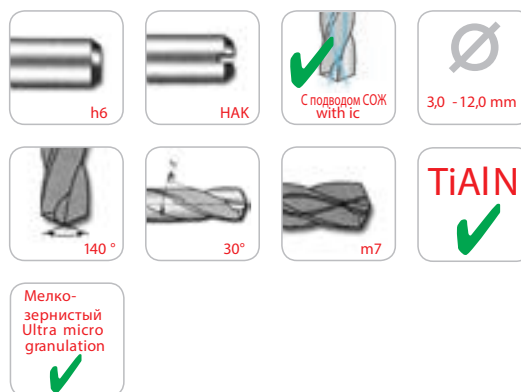 h6
HAK
С подводом СОЖ
with ic
3,0 - 12,0 mm
140 °
30°
m7
TiAlN
Мелко-
зернистый
Ultra micro
granulation